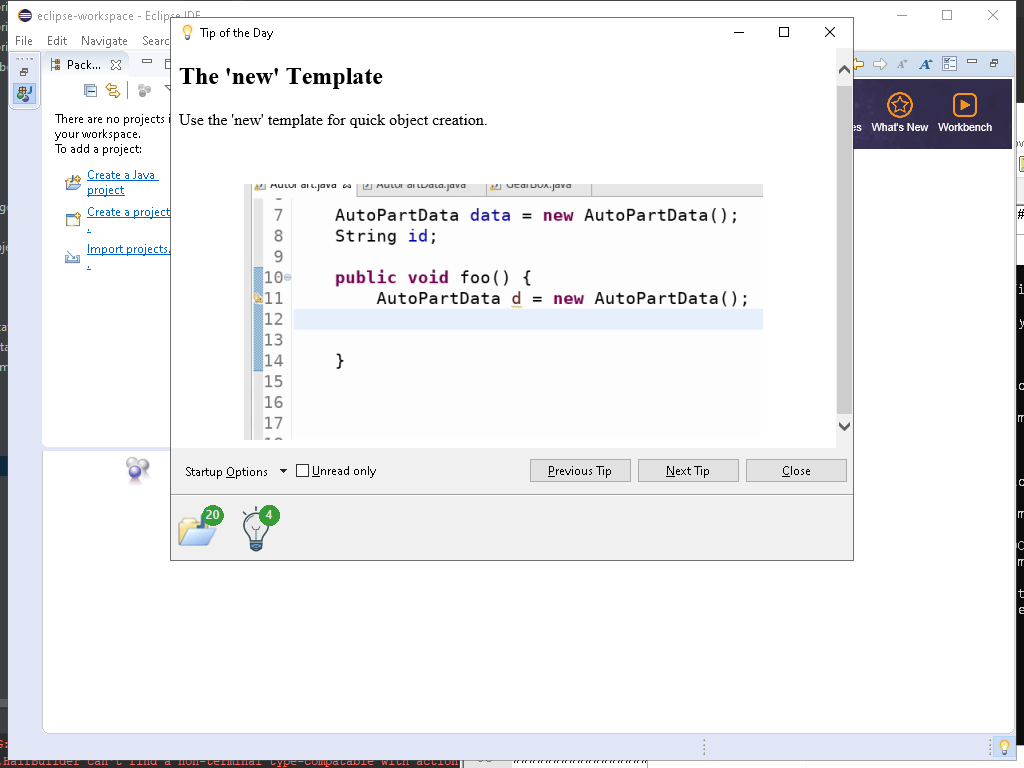 eclipse-workspace - Eclipse IDE
File Edit Navigate Searc
Pack...
There are no projects i
your workspace.
To add a project:
Create a Java
project
Create a project
.
Import projects.
.
Tip of the Day
The 'new' Template
Use the 'new' template for quick object creation.
AutoPart.java AutoPartData.java GearBox.java
7 AutoPartData data = new AutoPartData();
8 String id;
9
10 public void foo() {
11 AutoPartData d = new AutoPartData();
12
13
14 }
15
16
17
Startup Options Unread only Previous Tip Next Tip Close
20 4
es What's New Workbench
HallBuilder can't find a non-terminal type-compatable with action